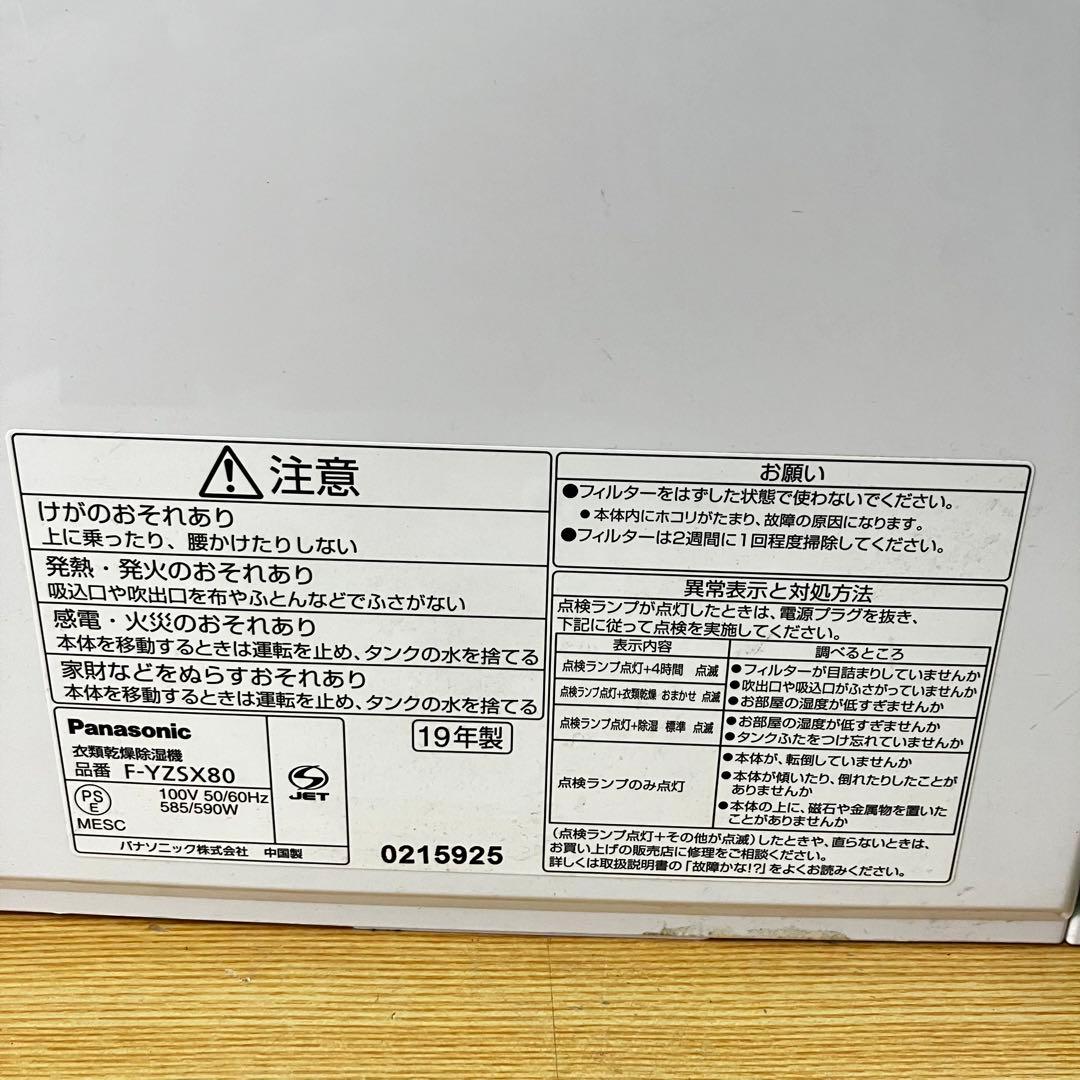 注意
けがのおそれあり
上に乗ったり、腰かけたりしない
発熱・発火のおそれあり
吸込口や吹出口を布やふとんなどでふさがない
感電・火災のおそれあり
本体を移動するときは運転を止め、タンクの水を捨てる
家財などをぬらすおそれあり
本体を移動するときは運転を止め、タンクの水を捨てる
Panasonic
衣類乾燥除湿機
品番 F-YZSX80
PS
E
MESC
100V 50/60Hz
585/590W
JET
パナソニック株式会社 中国製
19年製
0215925
お願い
●フィルターをはずした状態で使わないでください。
●本体内にホコリがたまり、故障の原因になります。
●フィルターは2週間に1回程度掃除してください。
異常表示と対処方法
点検ランプが点灯したときは、電源プラグを抜き、
下記に従って点検を実施してください。
表示内容 調べるところ
点検ランプ点灯+4時間 点滅
●フィルターが目詰まりしていませんか
●吹出口や吸込口がふさがっていませんか
点検ランプ点灯+衣類乾燥 おまかせ 点滅
●お部屋の温度が低すぎませんか
点検ランプ点灯+除湿 標準 点滅
●お部屋の湿度が低すぎませんか
●タンクふたをつけ忘れていませんか
点検ランプのみ点灯
●本体が、転倒していませんか
●本体が傾いたり、倒れたりしたことが
ありませんか
●本体の上に、磁石や金属物を置いた
ことがありませんか
(点検ランプ点灯+その他が点滅)したときや、直らないときは、
お買い上げの販売店に修理をご相談ください。
詳しくは取扱説明書の「故障かな!?」をよくお読みください。